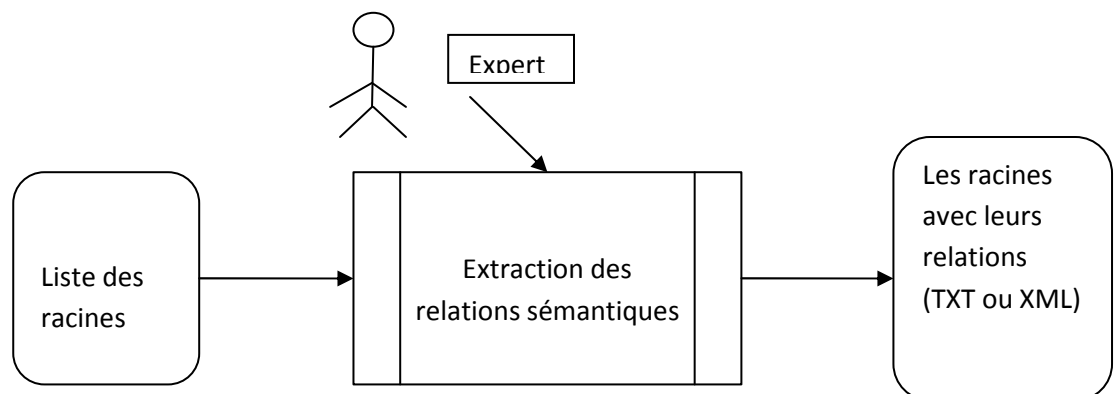 Expert
Liste des
racines
Extraction des
relations sémantiques
Les racines
avec leurs
relations
(TXT ou XML)